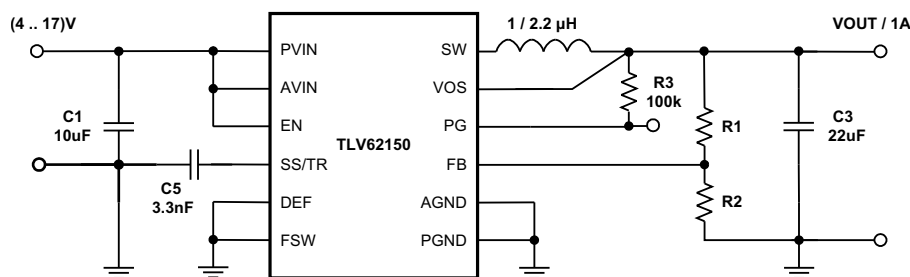 (4 .. 17)V
1 / 2.2 µH
VOUT / 1A
PVIN
SW
AVIN
VOS
R3
100k
C1
10uF
EN
PG
R1
C3
22uF
TLV62150
SS/TR
FB
C5
3.3nF
DEF
AGND
R2
FSW
PGND